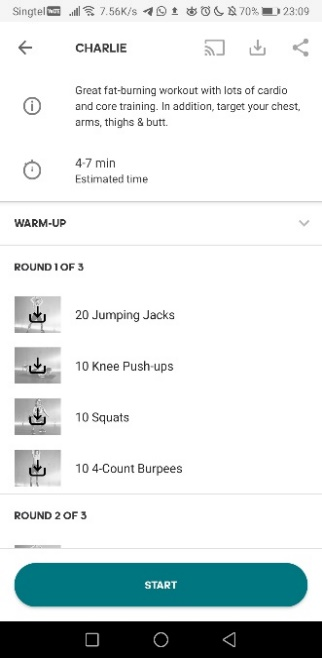 Singtel VoLTE 7.56K/s 70% 23:09
CHARLIE
Great fat-burning workout with lots of cardio
and core training. In addition, target your chest,
arms, thighs & butt.
4-7 min
Estimated time
WARM-UP
ROUND 1 OF 3
20 Jumping Jacks
10 Knee Push-ups
10 Squats
10 4-Count Burpees
ROUND 2 OF 3
START